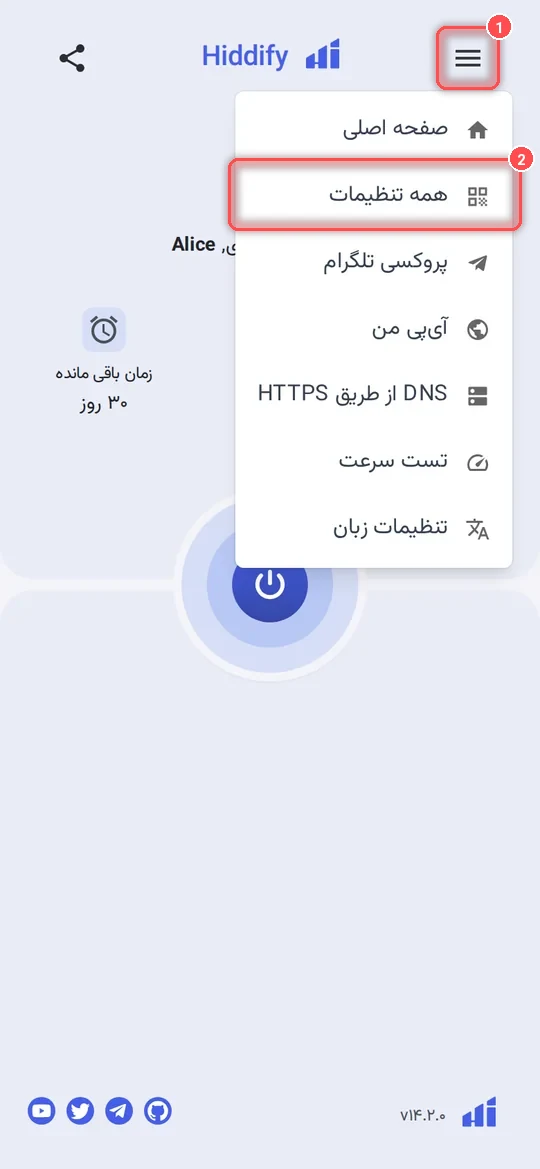 1
Hiddify
صفحه اصلی
2
همه تنظیمات
پروکسی تلگرام
Alice
آی‌پی من
زمان باقی مانده
۳۰ روز
DNS از طریق HTTPS
تست سرعت
تنظیمات زبان
v۱۴.۲.۰